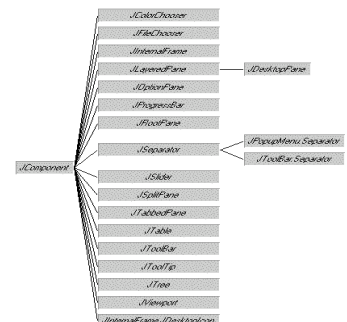 JColorChooser
JFileChooser
JInternalFrame
JLayeredPane
JDesktopPane
JOptionPane
JProgressBar
JRootPane
JPopupMenu.Separator
JSeparator
JToolBar.Separator
JComponent
JSlider
JSplitPane
JTabbedPane
JTable
JToolBar
JToolTip
JTree
JViewport
JInternalFrame.JDesktopIcon